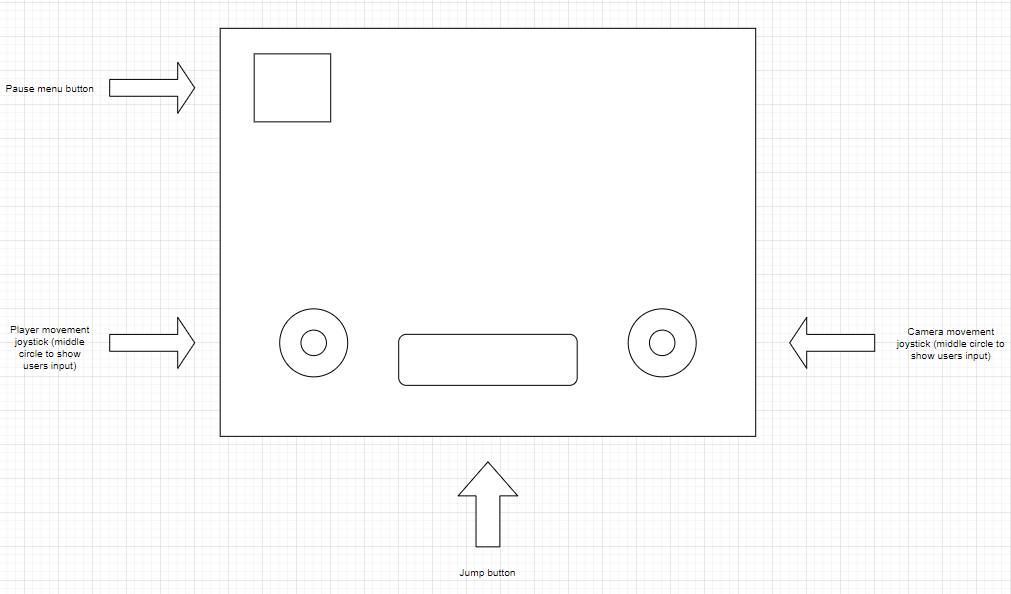 Pause menu button
Player movement
joystick (middle
circle to show
users input)
Camera movement
joystick (middle circle to
show users input)
Jump button